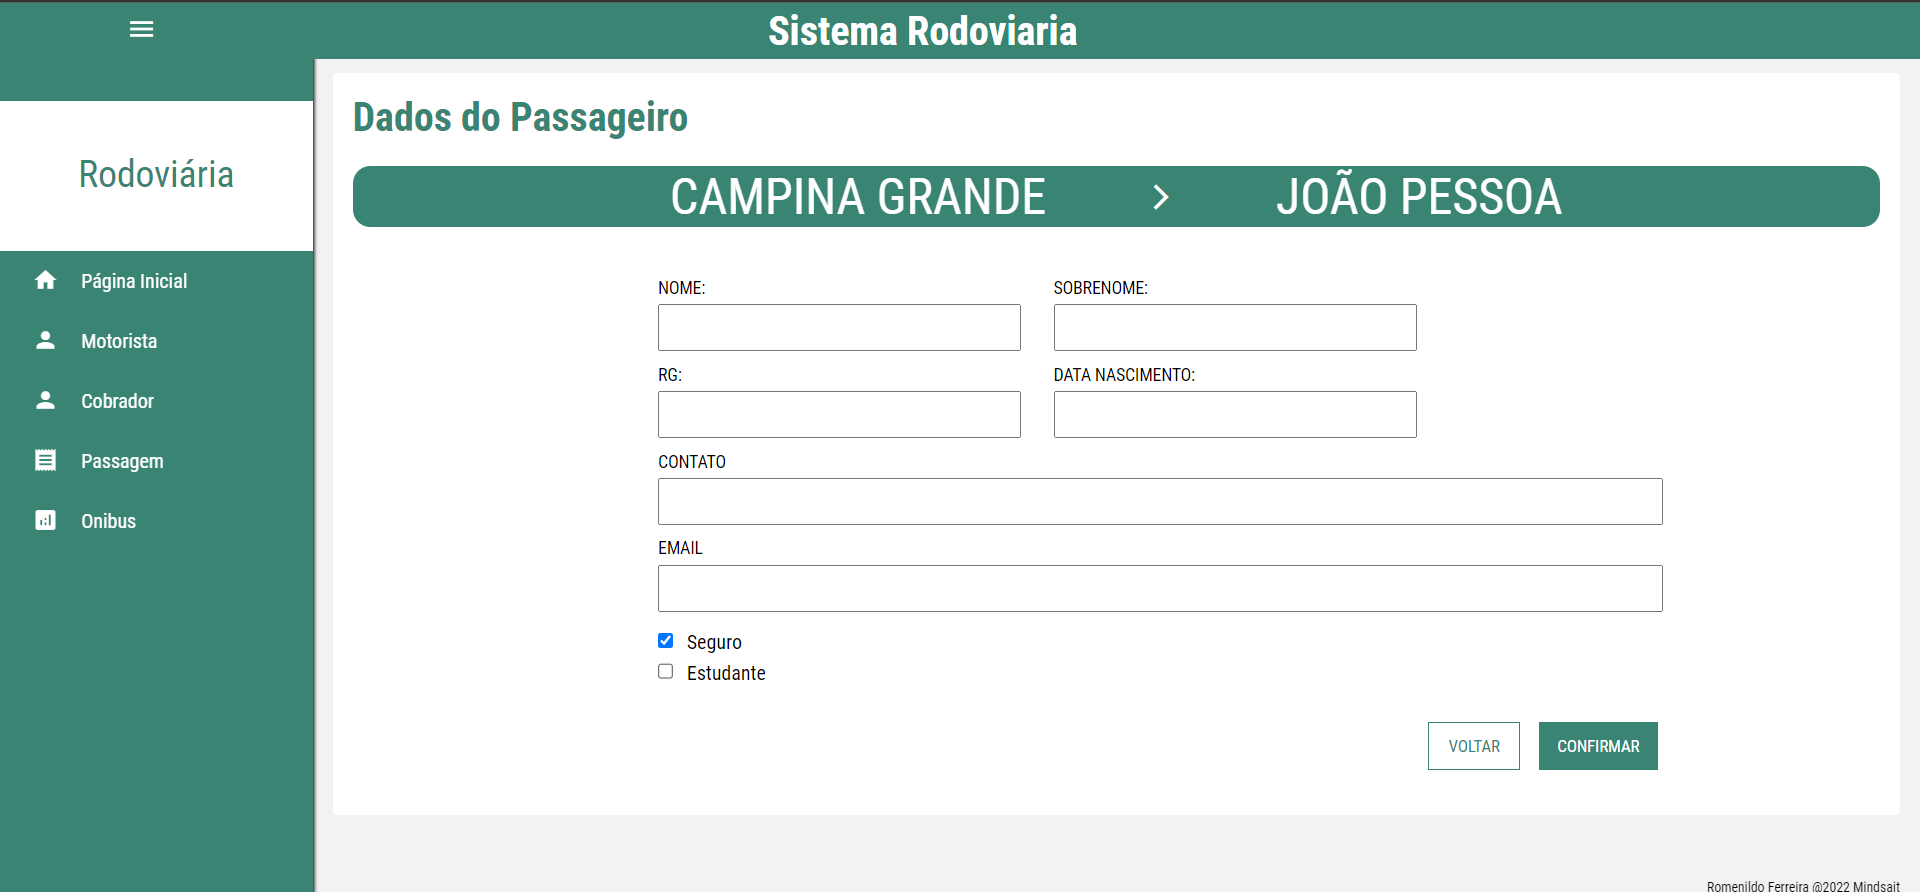 Sistema Rodoviaria
Rodoviária
Página Inicial
Motorista
Cobrador
Passagem
Onibus
Dados do Passageiro
CAMPINA GRANDE > JOÃO PESSOA
NOME: SOBRENOME:
RG: DATA NASCIMENTO:
CONTATO
EMAIL
Seguro
Estudante
VOLTAR CONFIRMAR
Romenildo Ferreira @2022 Mindsait